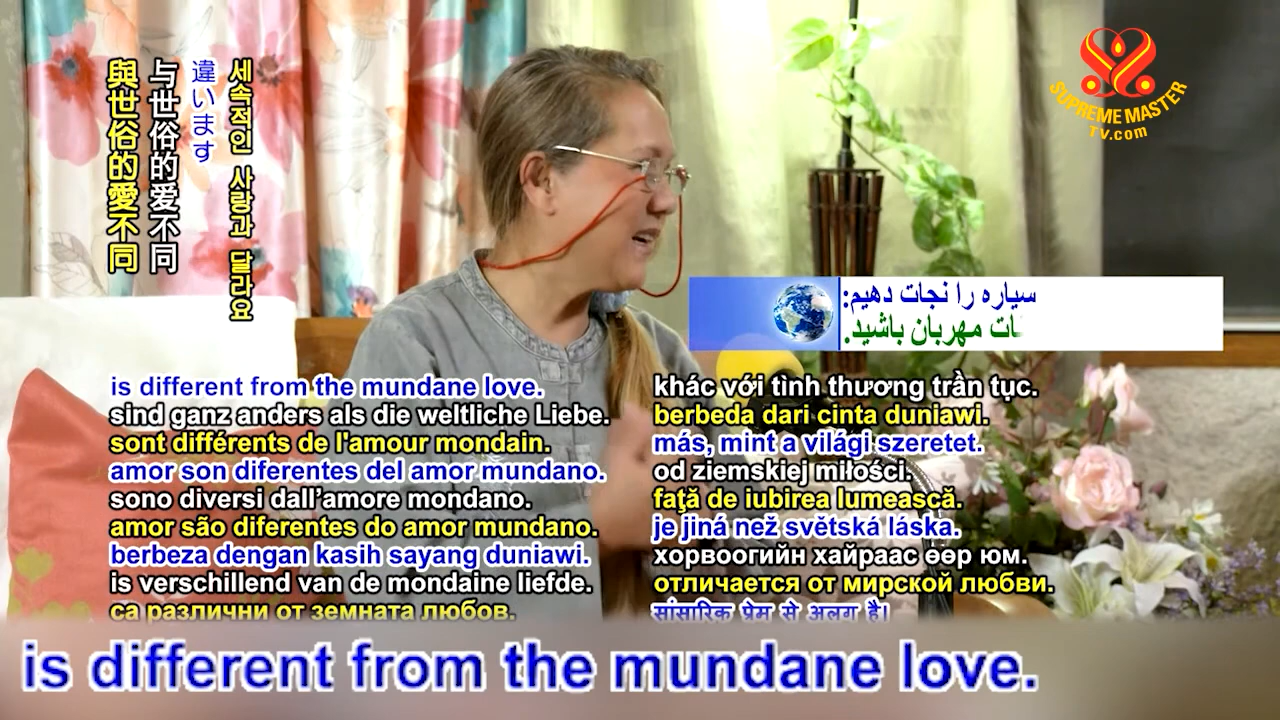 與世俗的愛不同
与世俗的爱不同
違います
세속적인 사랑과 달라요
SUPREME MASTER
TV.com
سیاره را نجات دهیم:
مهربان باشید.
is different from the mundane love.
sind ganz anders als die weltliche Liebe.
sont différents de l'amour mondain.
amor son diferentes del amor mundano.
sono diversi dall’amore mondano.
amor são diferentes do amor mundano.
berbeza dengan kasih sayang duniawi.
is verschillend van de mondaine liefde.
са различни от земната любов.
khác với tình thương trần tục.
berbeda dari cinta duniawi.
más, mint a világi szeretet.
od ziemskiej miłości.
faţă de iubirea lumească.
je jiná než světská láska.
хорвоогийн хайраас өөр юм.
отличается от мирской любви.
सांसारिक प्रेम से अलग है।
is different from the mundane love.